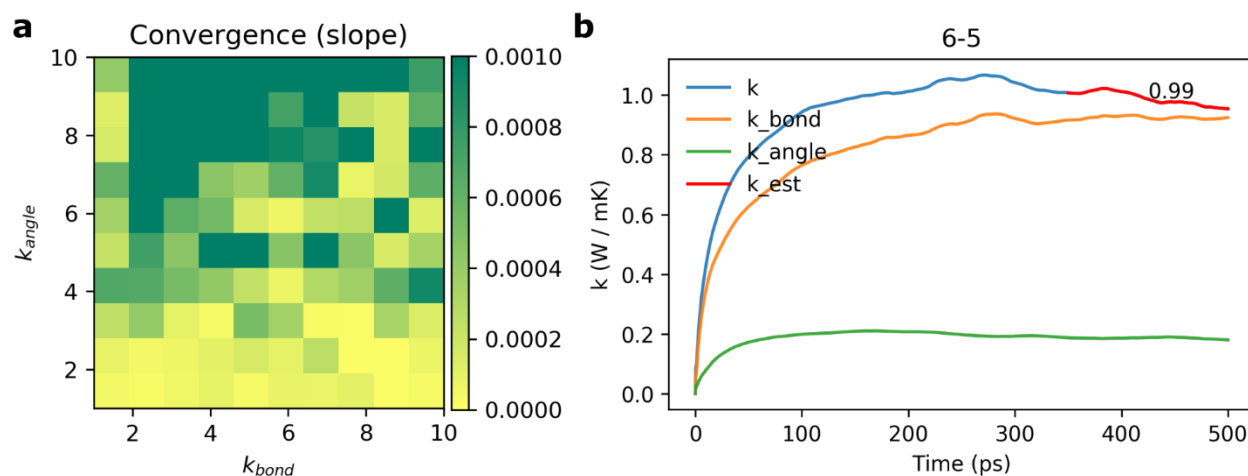 a
Convergence (slope)
10
8
6
4
2
k_angle
2
4
6
8
10
k_bond
0.0010
0.0008
0.0006
0.0004
0.0002
0.0000
b
6-5
k
k_bond
k_angle
k_est
0.99
1.0
0.8
0.6
0.4
0.2
0.0
k (W / mK)
0
100
200
300
400
500
Time (ps)